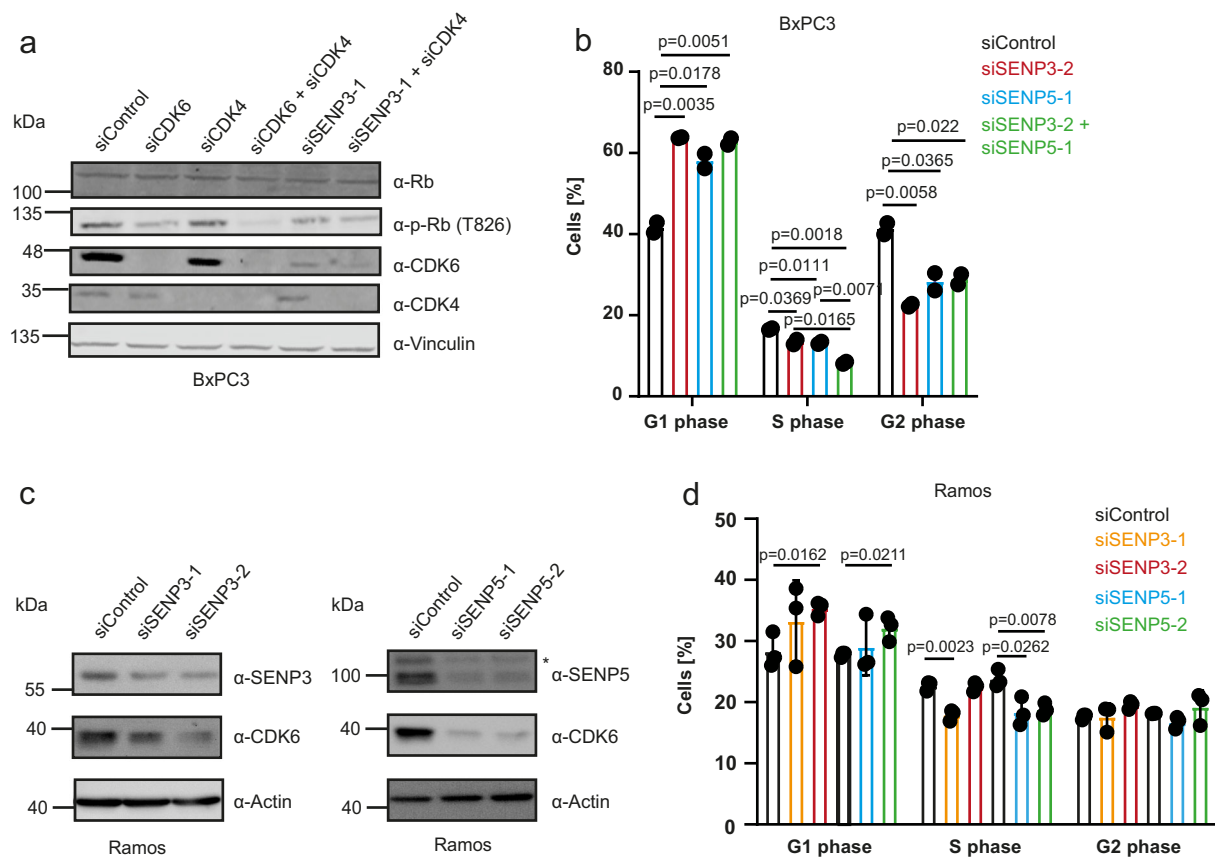 a
kDa
siControl
siCDK6
siCDK4
siCDK6 + siCDK4
siSENP3-1
siSENP3-1 + siCDK4
100
α-Rb
135
α-p-Rb (T826)
48
α-CDK6
35
α-CDK4
135
α-Vinculin
BxPC3
b
BxPC3
siControl
siSENP3-2
siSENP5-1
siSENP3-2 +
siSENP5-1
Cells [%]
80
60
40
20
0
p=0.0051
p=0.0178
p=0.0035
p=0.0018
p=0.0111
p=0.0071
p=0.0369
p=0.0165
p=0.022
p=0.0365
p=0.0058
G1 phase
S phase
G2 phase
c
kDa
siControl
siSENP3-1
siSENP3-2
55
α-SENP3
40
α-CDK6
40
α-Actin
Ramos
kDa
siControl
siSENP5-1
siSENP5-2
*
100
α-SENP5
40
α-CDK6
40
α-Actin
Ramos
d
Ramos
siControl
siSENP3-1
siSENP3-2
siSENP5-1
siSENP5-2
Cells [%]
50
40
30
20
10
0
p=0.0162
p=0.0211
p=0.0023
p=0.0078
p=0.0262
G1 phase
S phase
G2 phase